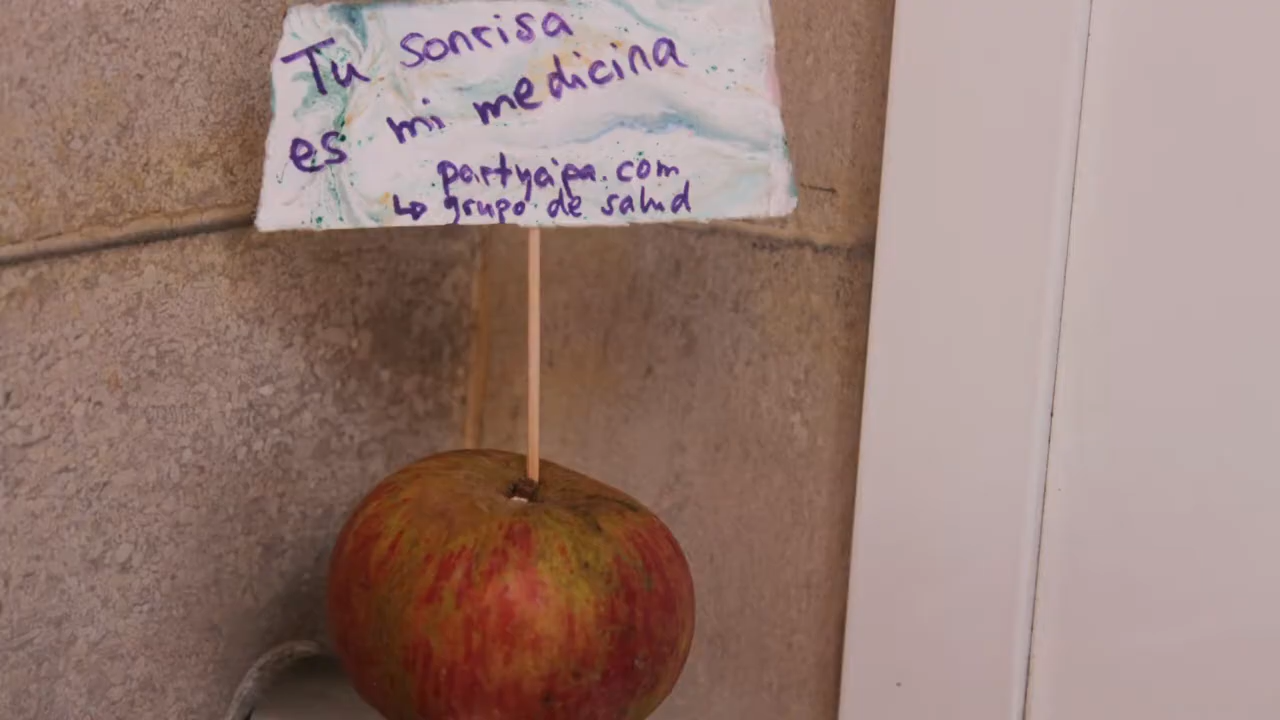 Tu sonrisa
es mi medicina
partyaipa.com
↳ grupo de salud